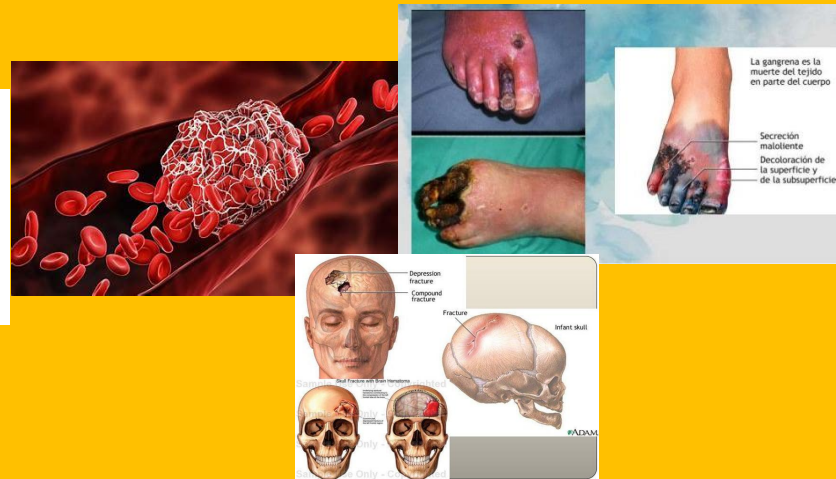 La gangrena es la
muerte del tejido
en parte del cuerpo
Secreción
maloliente
Decoloración de
la superficie y
de la subsuperficie
Depression
fracture
Compound
fracture
Fracture
Infant skull
Skull Fracture with Brain Hematoma
ADAM